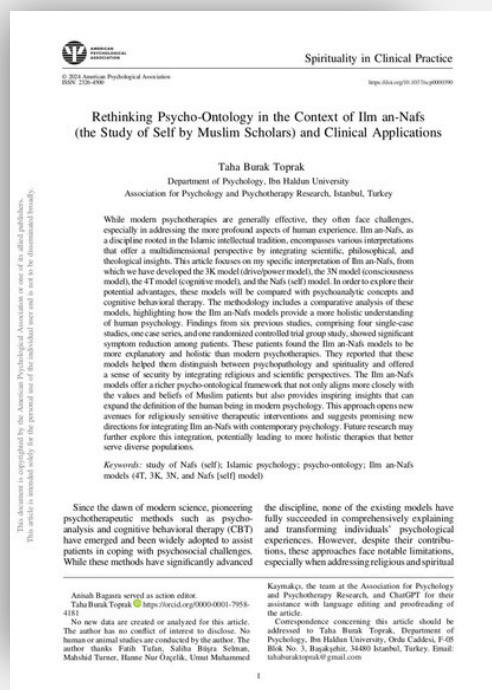 AMERICAN
PSYCHOLOGICAL
ASSOCIATION
Spirituality in Clinical Practice
© 2024 American Psychological Association
ISSN: 2326-4500
https://doi.org/10.1037/scp0000390
Rethinking Psycho-Ontology in the Context of Ilm an-Nafs
(the Study of Self by Muslim Scholars) and Clinical Applications
Taha Burak Toprak
Department of Psychology, Ibn Haldun University
Association for Psychology and Psychotherapy Research, Istanbul, Turkey
While modern psychotherapies are generally effective, they often face challenges,
especially in addressing the more profound aspects of human experience. Ilm an-Nafs, as
a discipline rooted in the Islamic intellectual tradition, encompasses various interpretations
that offer a multidimensional perspective by integrating scientific, philosophical, and
theological insights. This article focuses on my specific interpretation of Ilm an-Nafs, from
which we have developed the 3K model (drive/power model), the 3N model (consciousness
model), the 4T model (cognitive model), and the Nafs (self) model. In order to explore their
potential advantages, these models will be compared with psychoanalytic concepts and
cognitive behavioral therapy. The methodology includes a comparative analysis of these
models, highlighting how the Ilm an-Nafs models provide a more holistic understanding
of human psychology. Findings from six previous studies, comprising four single-case
studies, one case series, and one randomized controlled trial group study, showed significant
symptom reduction among patients. These patients found the Ilm an-Nafs models to be
more explanatory and holistic than modern psychotherapies. They reported that these
models helped them distinguish between psychopathology and spirituality and offered
a sense of security by integrating religious and scientific perspectives. The Ilm an-Nafs
models offer a richer psycho-ontological framework that not only aligns more closely with
the values and beliefs of Muslim patients but also provides inspiring insights that can
expand the definition of the human being in modern psychology. This approach opens new
avenues for religiously sensitive therapeutic interventions and suggests promising new
directions for integrating Ilm an-Nafs with contemporary psychology. Future research may
further explore this integration, potentially leading to more holistic therapies that better
serve diverse populations.
Keywords: study of Nafs (self); Islamic psychology; psycho-ontology; Ilm an-Nafs
models (4T, 3K, 3N, and Nafs [self] model)
Since the dawn of modern science, pioneering
psychotherapeutic methods such as psycho-
analysis and cognitive behavioral therapy (CBT)
have emerged and been widely adopted to assist
patients in coping with psychosocial challenges.
While these methods have significantly advanced
the discipline, none of the existing models have
fully succeeded in comprehensively explaining
and transforming individuals' psychological
experiences. However, despite their contribu-
tions, these approaches face notable limitations,
especially when addressing religious and spiritual
Anisah Bagasra served as action editor.
Taha Burak Toprak https://orcid.org/0000-0001-7958-
4181
No new data are created or analyzed for this article.
The author has no conflict of interest to disclose. No
human or animal studies are conducted by the author. The
author thanks Fatih Tufan, Saliha Büşra Selman,
Mahshid Turner, Hanne Nur Özçelik, Umut Muhammed
Kaymakçı, the team at the Association for Psychology
and Psychotherapy Research, and ChatGPT for their
assistance with language editing and proofreading of
the article.
Correspondence concerning this article should be
addressed to Taha Burak Toprak, Department of
Psychology, Ibn Haldun University, Ordu Caddesi, F-05
Blok No. 3, Başakşehir, 34480 Istanbul, Turkey. Email:
tahaburaktoprak@gmail.com
1
This document is copyrighted by the American Psychological Association or one of its allied publishers.
This article is intended solely for the personal use of the individual user and is not to be disseminated broadly.